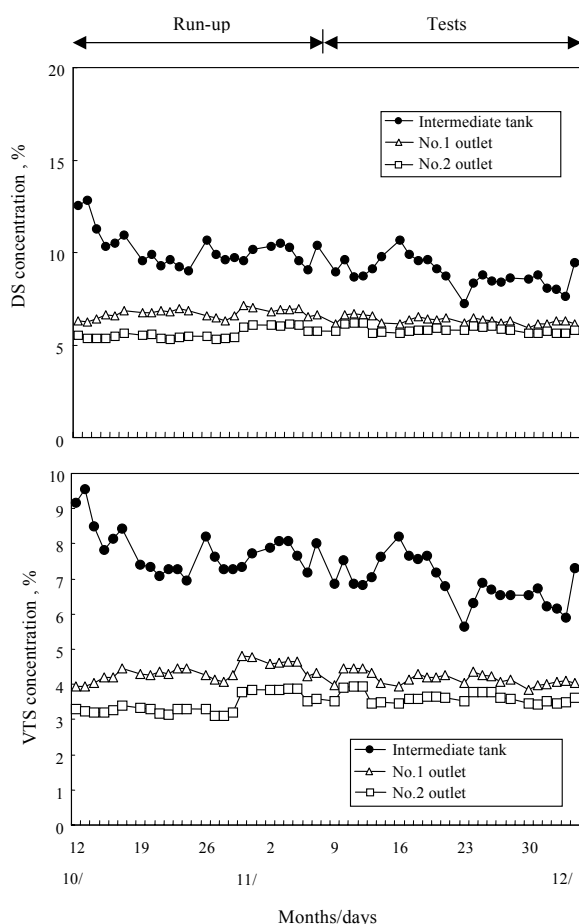 Run-up Tests
20
15
10
5
0
DS concentration , %
Intermediate tank
No.1 outlet
No.2 outlet
10
9
8
7
6
5
4
3
2
1
0
VTS concentration , %
Intermediate tank
No.1 outlet
No.2 outlet
12 19 26 2 9 16 23 30
10/ 11/ 12/
Months/days